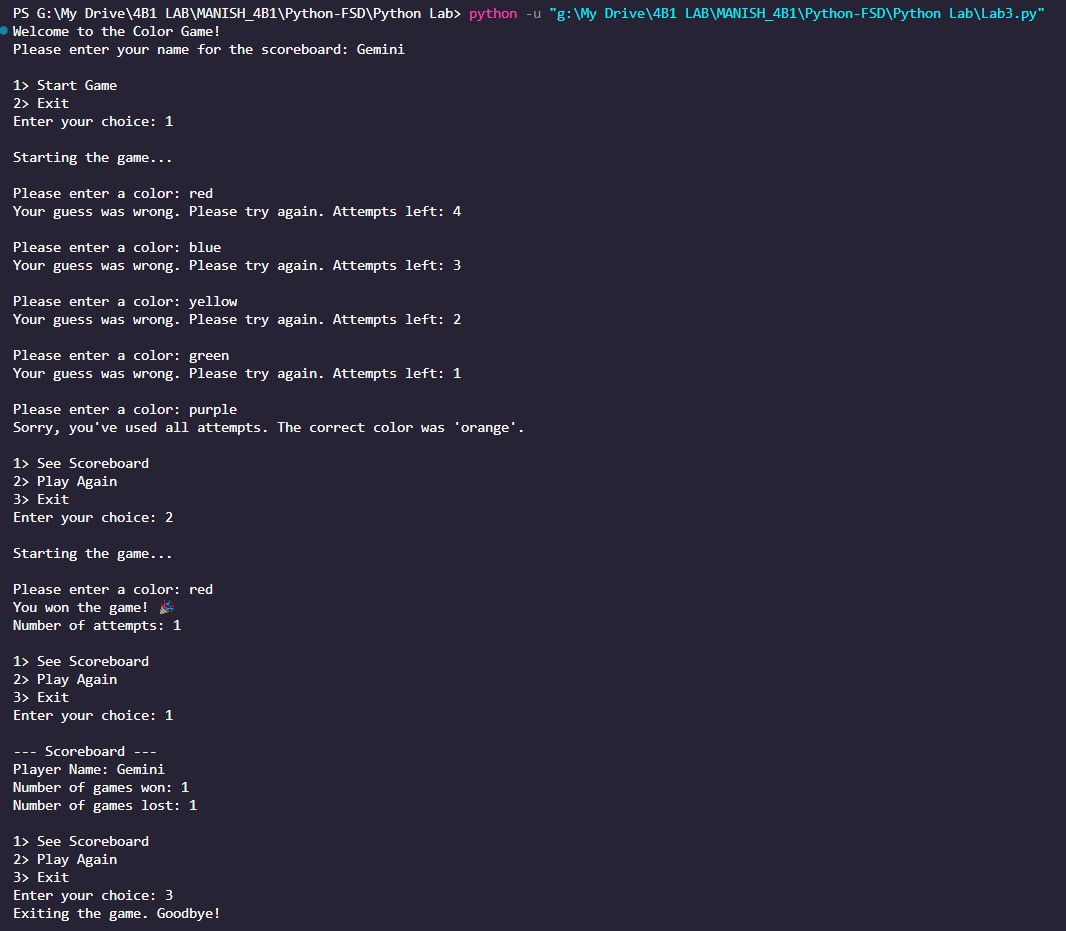 PS G:\My Drive\4B1 LAB\MANISH_4B1\Python-FSD\Python Lab> python -u "g:\My Drive\4B1 LAB\MANISH_4B1\Python-FSD\Python Lab\Lab3.py"
Welcome to the Color Game!
Please enter your name for the scoreboard: Gemini

1> Start Game
2> Exit
Enter your choice: 1

Starting the game...

Please enter a color: red
Your guess was wrong. Please try again. Attempts left: 4

Please enter a color: blue
Your guess was wrong. Please try again. Attempts left: 3

Please enter a color: yellow
Your guess was wrong. Please try again. Attempts left: 2

Please enter a color: green
Your guess was wrong. Please try again. Attempts left: 1

Please enter a color: purple
Sorry, you've used all attempts. The correct color was 'orange'.

1> See Scoreboard
2> Play Again
3> Exit
Enter your choice: 2

Starting the game...

Please enter a color: red
You won the game! 🎉
Number of attempts: 1

1> See Scoreboard
2> Play Again
3> Exit
Enter your choice: 1

--- Scoreboard ---
Player Name: Gemini
Number of games won: 1
Number of games lost: 1

1> See Scoreboard
2> Play Again
3> Exit
Enter your choice: 3
Exiting the game. Goodbye!